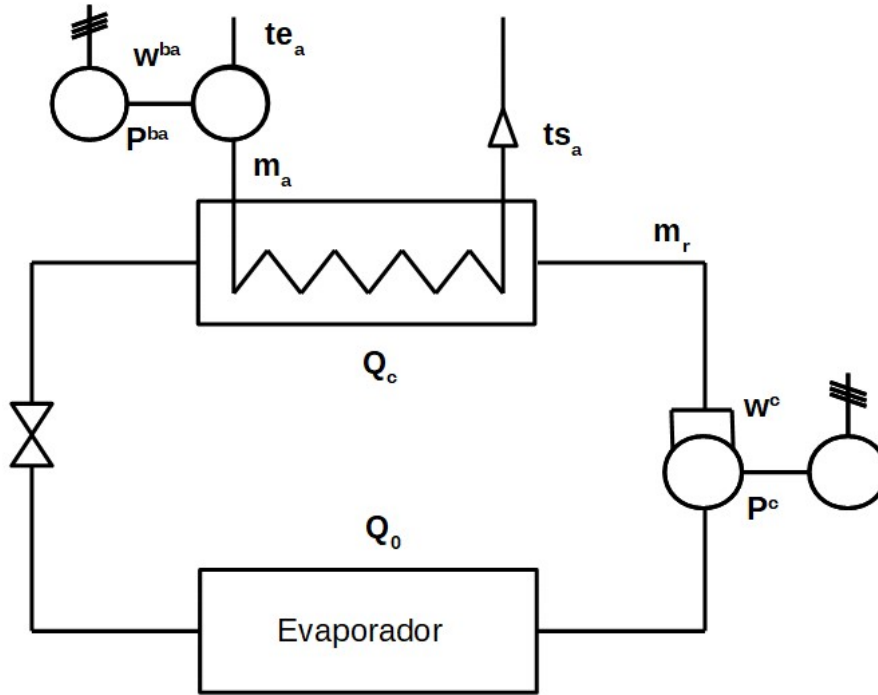 te_a
w^ba
P^ba
ts_a
m_a
m_r
Q_c
w^c
P^c
Q_0
Evaporador